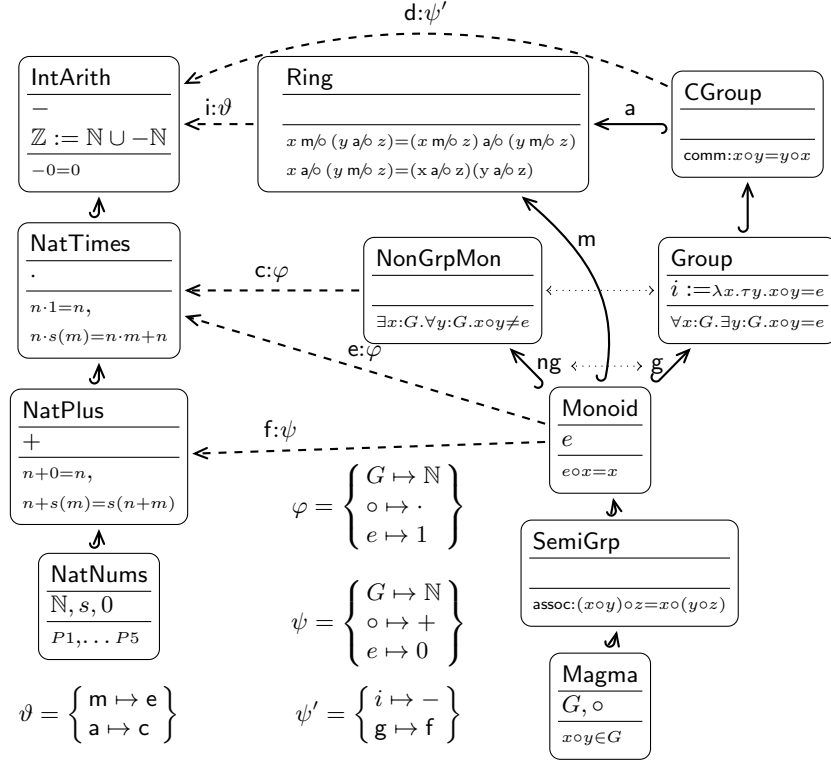 d:ψ′
IntArith
−
ℤ := ℕ ∪ −ℕ
−0=0
i:ϑ
Ring
x m/∘ (y a/∘ z)=(x m/∘ z) a/∘ (y m/∘ z)
x a/∘ (y m/∘ z)=(x a/∘ z)(y a/∘ z)
a
CGroup
comm:x∘y=y∘x
m
NatTimes
·
n·1=n,
n·s(m)=n·m+n
c:φ
NonGrpMon
∃x:G.∀y:G.x∘y≠e
Group
i :=λx.τy.x∘y=e
∀x:G.∃y:G.x∘y=e
e:φ
ng
g
NatPlus
+
n+0=n,
n+s(m)=s(n+m)
f:ψ
Monoid
e
e∘x=x
φ = { G ↦ ℕ
∘ ↦ ·
e ↦ 1 }
SemiGrp
assoc:(x∘y)∘z=x∘(y∘z)
NatNums
ℕ, s, 0
P1,... P5
ψ = { G ↦ ℕ
∘ ↦ +
e ↦ 0 }
Magma
G, ∘
x∘y∈G
ϑ = { m ↦ e
a ↦ c }
ψ′ = { i ↦ −
g ↦ f }